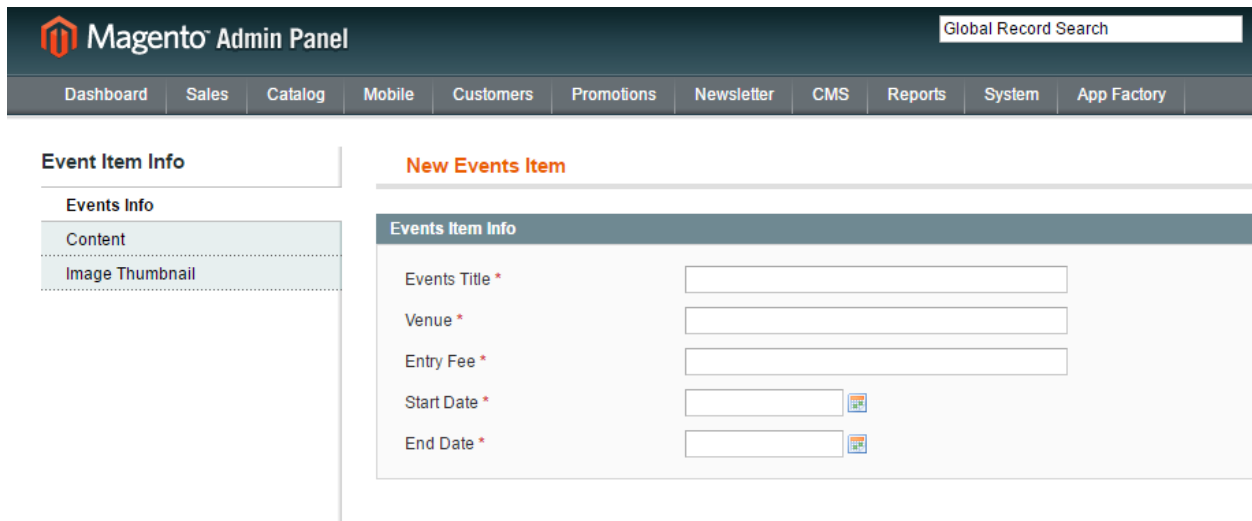 Magento™ Admin Panel
Global Record Search
Dashboard Sales Catalog Mobile Customers Promotions Newsletter CMS Reports System App Factory
Event Item Info
Events Info
Content
Image Thumbnail
New Events Item
Events Item Info
Events Title *
Venue *
Entry Fee *
Start Date *
End Date *